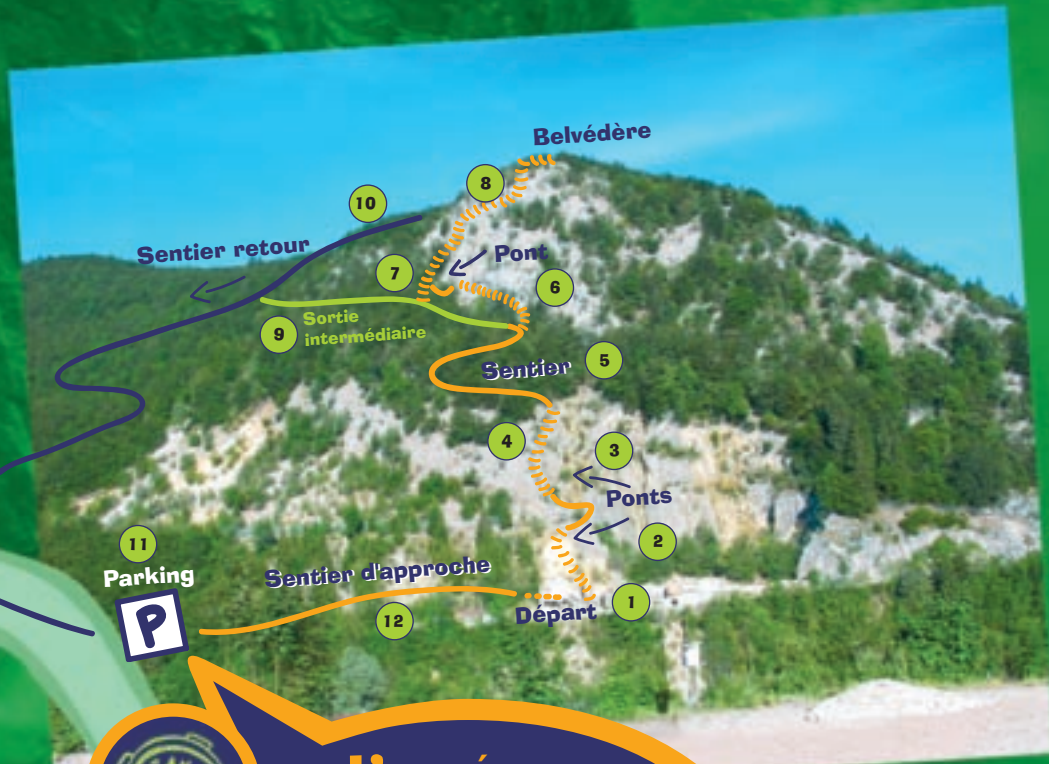 Belvédère
8
10
Sentier retour
Pont
7
6
9
Sortie
intermédiaire
Sentier
5
4
3
Ponts
2
11
Parking
P
Sentier d'approche
12
Départ
1